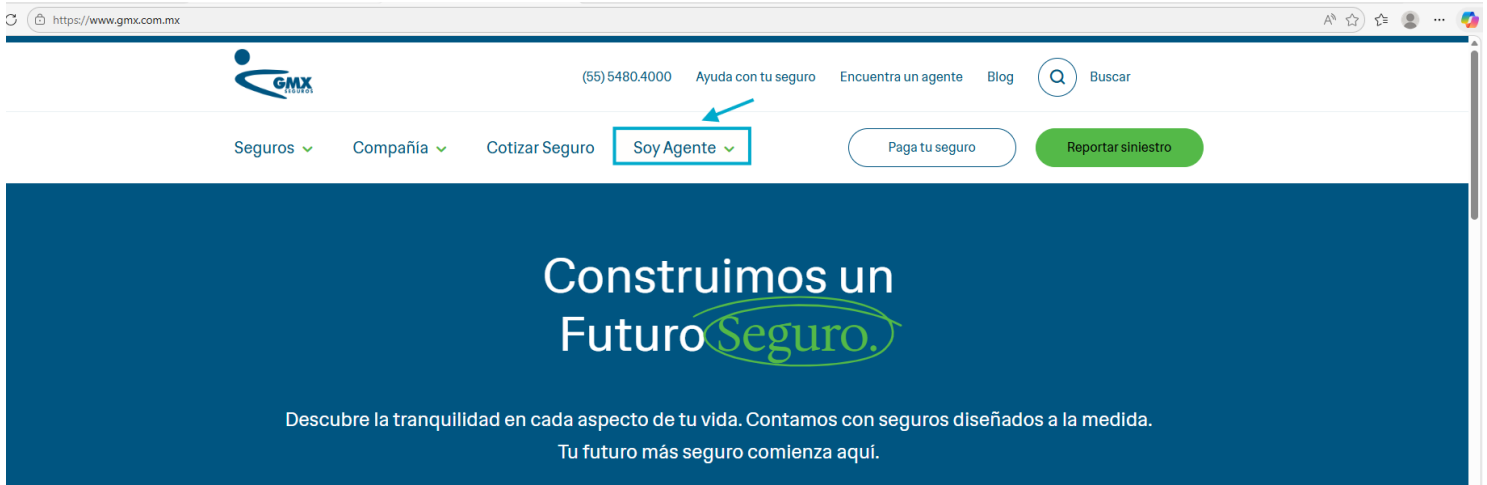 https://www.gmx.com.mx
GMX
SEGUROS
(55) 5480.4000 Ayuda con tu seguro Encuentra un agente Blog Buscar
Seguros Compañía Cotizar Seguro Soy Agente Paga tu seguro Reportar siniestro
Construimos un
Futuro Seguro.
Descubre la tranquilidad en cada aspecto de tu vida. Contamos con seguros diseñados a la medida.
Tu futuro más seguro comienza aquí.